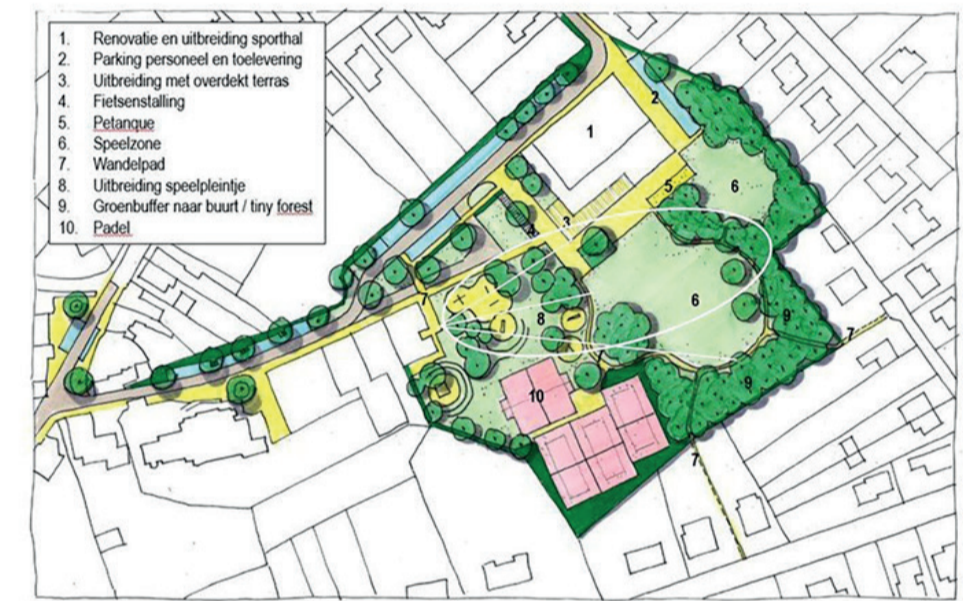 1. Renovatie en uitbreiding sporthal
2. Parking personeel en toelevering
3. Uitbreiding met overdekt terras
4. Fietsenstalling
5. Petanque
6. Speelzone
7. Wandelpad
8. Uitbreiding speelpleintje
9. Groenbuffer naar buurt / tiny forest
10. Padel
2
1
5
6
3
4
7
6
8
9
7
9
10
7